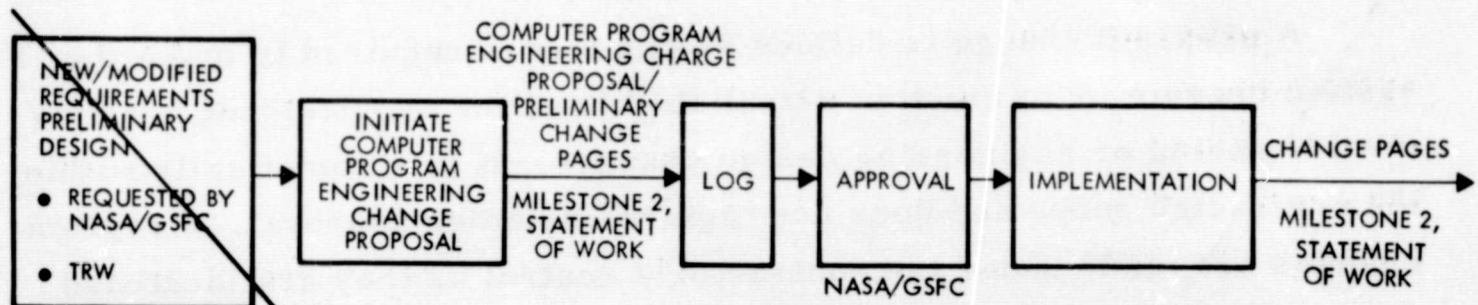 NEW/MODIFIED
REQUIREMENTS
PRELIMINARY
DESIGN
• REQUESTED BY
NASA/GSFC
• TRW
INITIATE
COMPUTER
PROGRAM
ENGINEERING
CHANGE
PROPOSAL
COMPUTER PROGRAM
ENGINEERING CHARGE
PROPOSAL/
PRELIMINARY
CHANGE
PAGES
MILESTONE 2,
STATEMENT
OF WORK
LOG
APPROVAL
NASA/GSFC
IMPLEMENTATION
CHANGE PAGES
MILESTONE 2,
STATEMENT
OF WORK